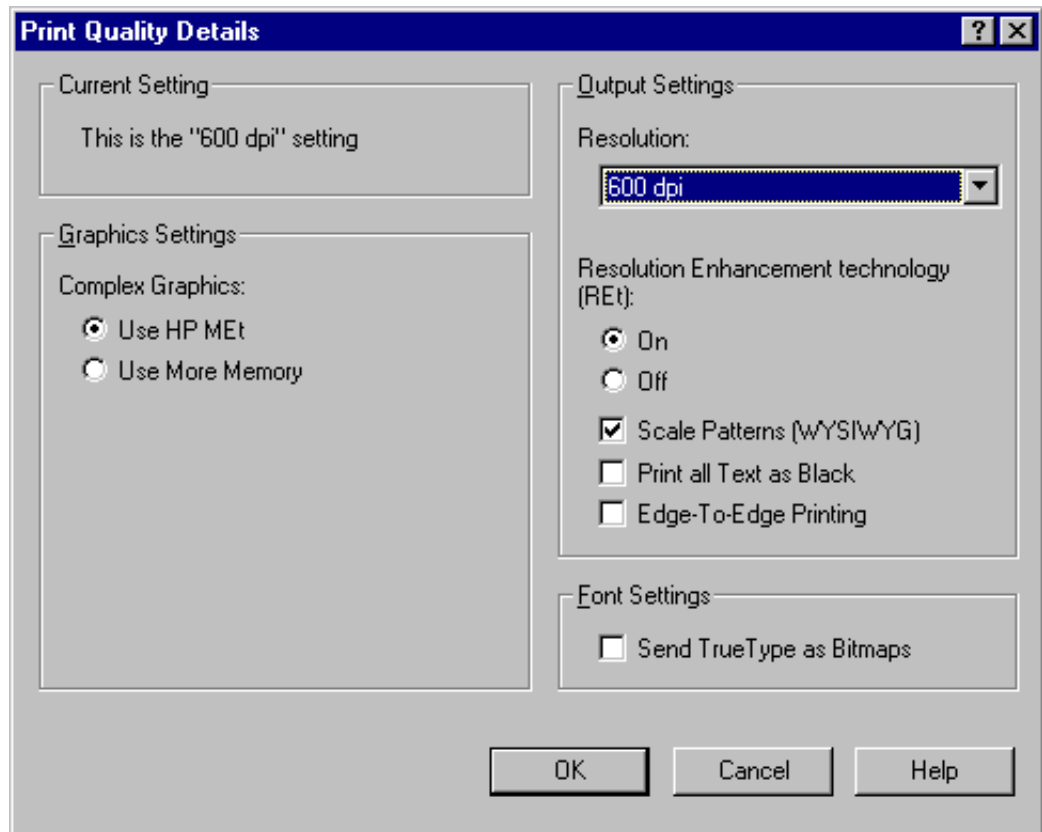 Print Quality Details
Current Setting
This is the "600 dpi" setting
Graphics Settings
Complex Graphics:
Use HP MEt
Use More Memory
Output Settings
Resolution:
600 dpi
Resolution Enhancement technology
(REt):
On
Off
Scale Patterns (WYSIWYG)
Print all Text as Black
Edge-To-Edge Printing
Font Settings
Send TrueType as Bitmaps
OK
Cancel
Help